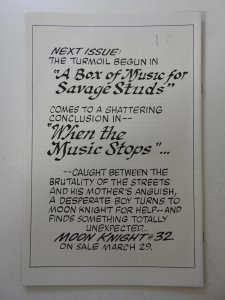 NEXT ISSUE:
THE TURMOIL BEGUN IN
"A Box of Music for
Savage Studs"
COMES TO A SHATTERING
CONCLUSION IN--
"When the
Music Stops"...
--CAUGHT BETWEEN THE
BRUTALITY OF THE STREETS
AND HIS MOTHER'S ANGUISH,
A DESPERATE BOY TURNS TO
MOON KNIGHT FOR HELP--AND
FINDS SOMETHING TOTALLY
UNEXPECTED...
MOON KNIGHT #32
ON SALE MARCH 29.